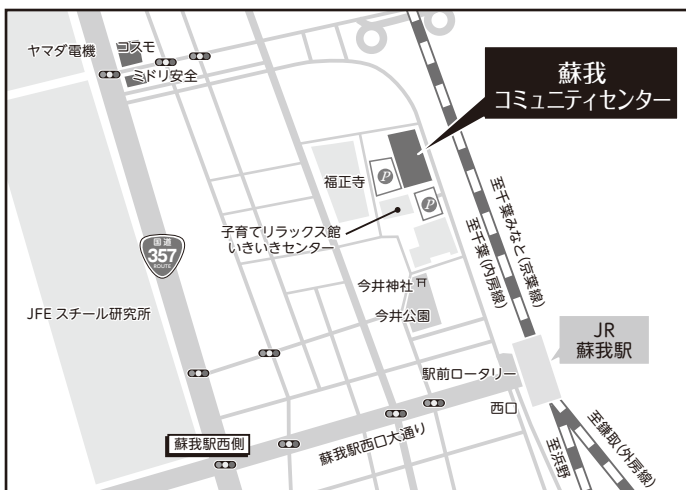 ヤマダ電機
コスモ
ミドリ安全
蘇我
コミュニティセンター
福正寺
P
P
子育てリラックス館
いきいきセンター
至千葉みなと(京葉線)
至千葉(内房線)
国道
357
ROUTE
JFE スチール研究所
今井神社
今井公園
JR
蘇我駅
駅前ロータリー
西口
蘇我駅西側
蘇我駅西口大通り
至浜野
至鎌取(外房線)